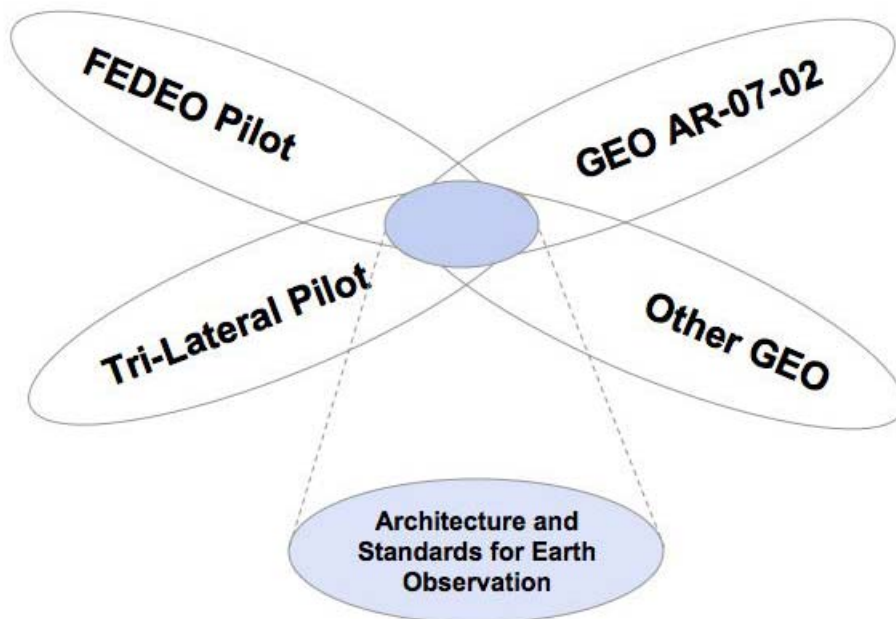 FEDEO Pilot
GEO AR-07-02
Tri-Lateral Pilot
Other GEO
Architecture and
Standards for Earth
Observation